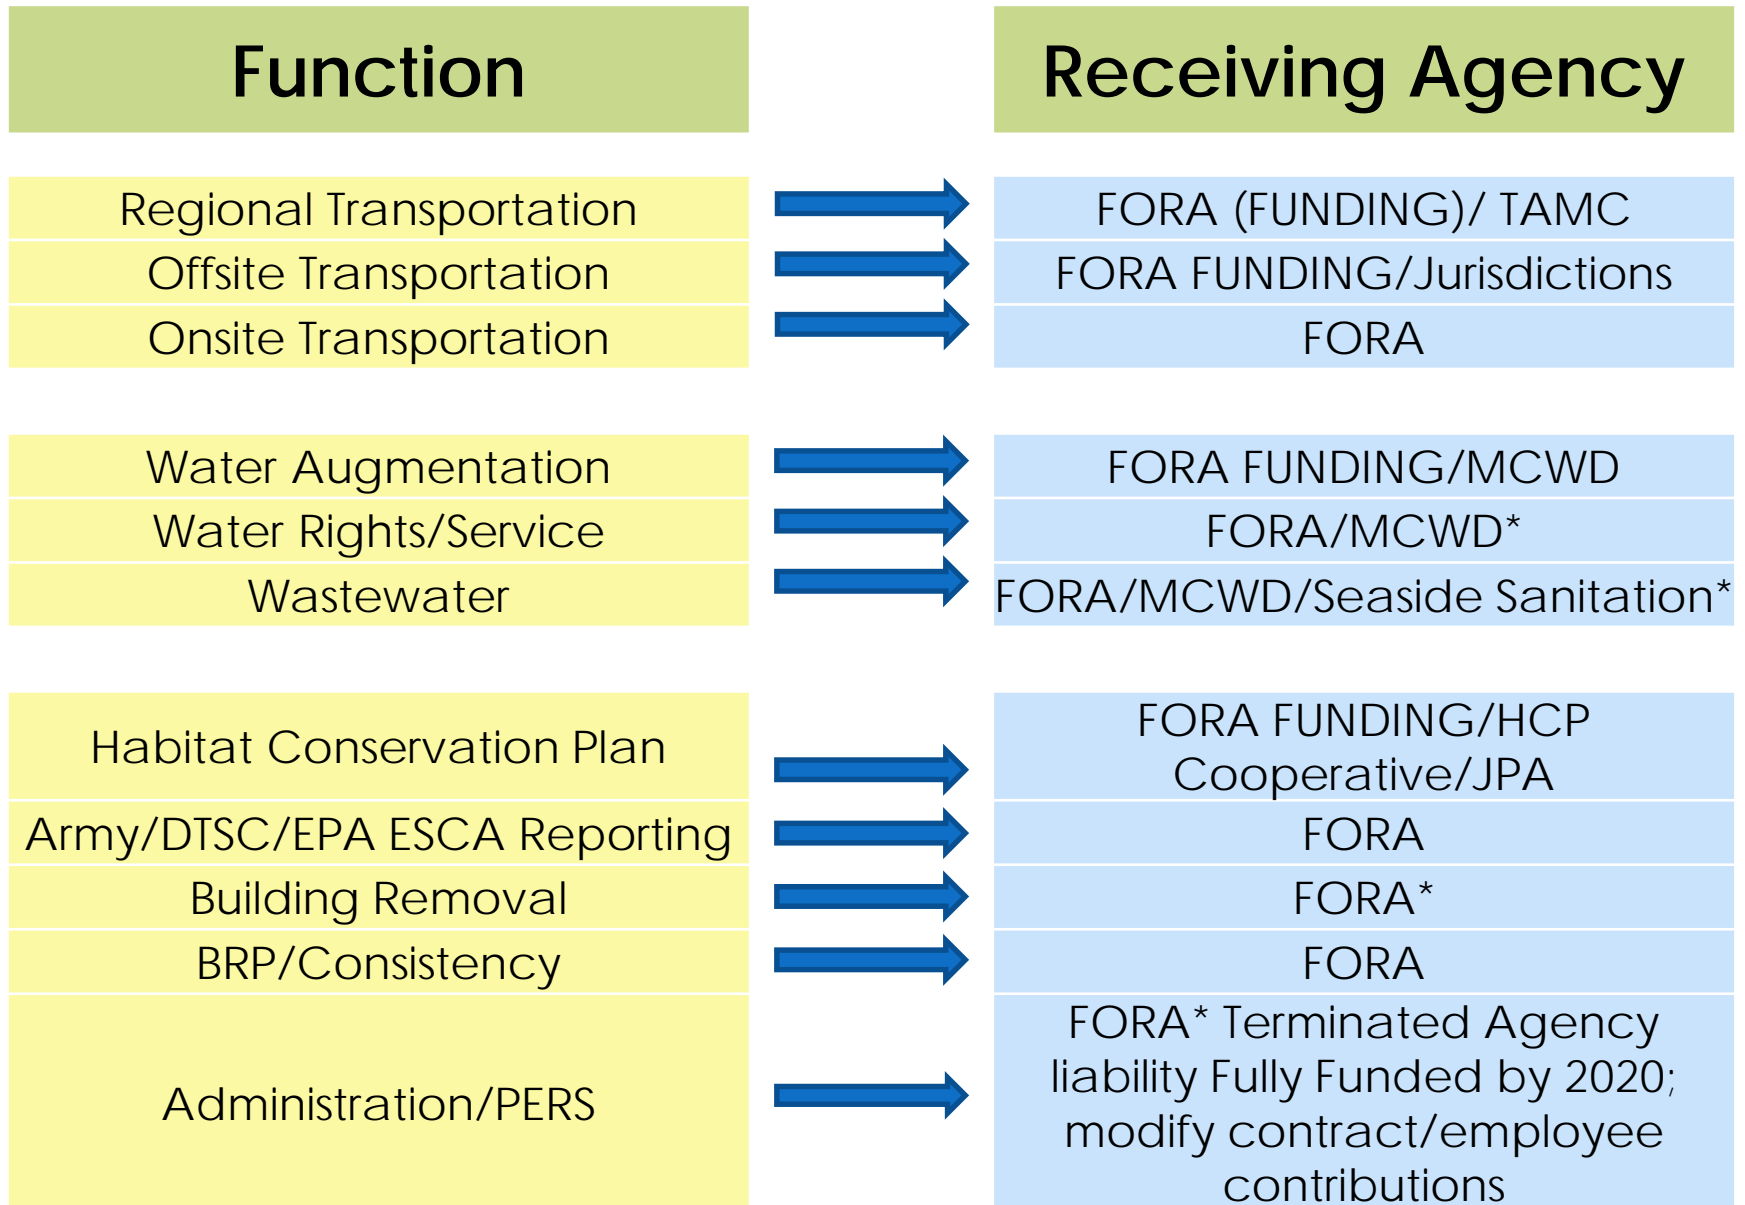 Function
Receiving Agency
Regional Transportation
FORA (FUNDING)/ TAMC
Offsite Transportation
FORA FUNDING/Jurisdictions
Onsite Transportation
FORA
Water Augmentation
FORA FUNDING/MCWD
Water Rights/Service
FORA/MCWD*
Wastewater
FORA/MCWD/Seaside Sanitation*
Habitat Conservation Plan
FORA FUNDING/HCP
Cooperative/JPA
Army/DTSC/EPA ESCA Reporting
FORA
Building Removal
FORA*
BRP/Consistency
FORA
Administration/PERS
FORA* Terminated Agency
liability Fully Funded by 2020;
modify contract/employee
contributions